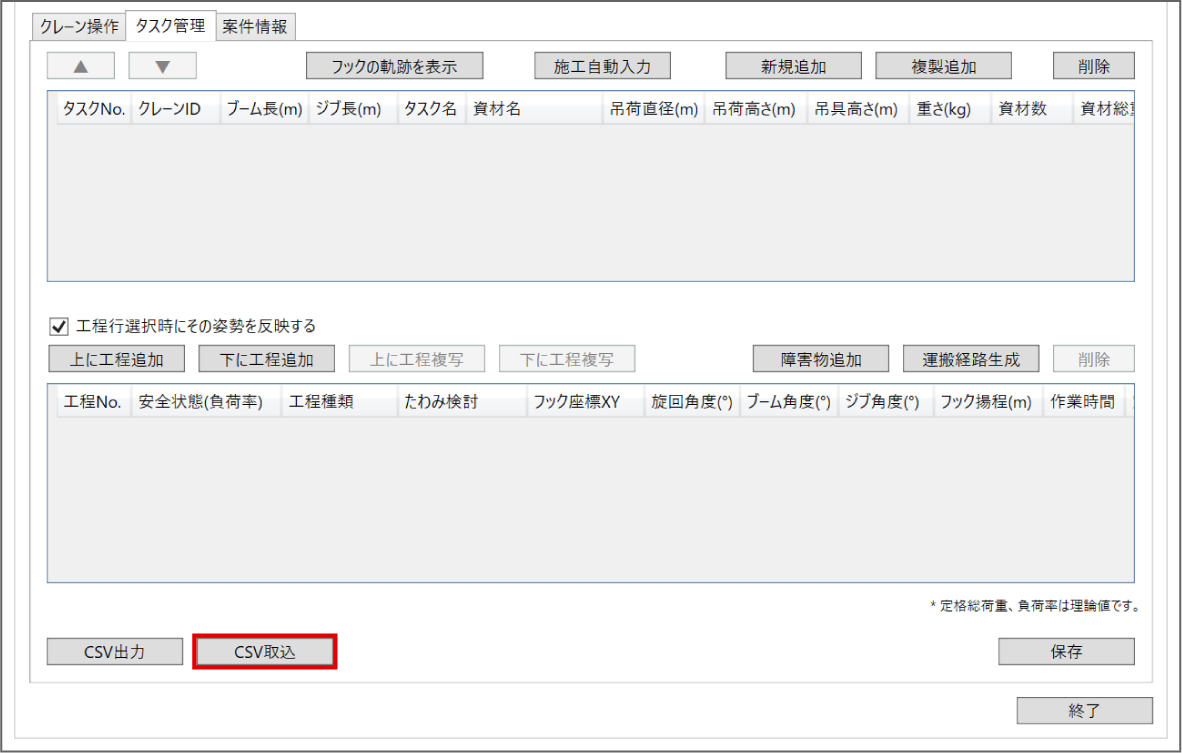 クレーン操作 タスク管理 案件情報
▲ ▼ フックの軌跡を表示 施工自動入力 新規追加 複製追加 削除
タスクNo. クレーンID ブーム長(m) ジブ長(m) タスク名 資材名 吊荷直径(m) 吊荷高さ(m) 吊具高さ(m) 重さ(kg) 資材数 資材総
工程行選択時にその姿勢を反映する
上に工程追加 下に工程追加 上に工程複写 下に工程複写 障害物追加 運搬経路生成 削除
工程No. 安全状態(負荷率) 工程種類 たわみ検討 フック座標XY 旋回角度(°) ブーム角度(°) ジブ角度(°) フック揚程(m) 作業時間
* 定格総荷重、負荷率は理論値です。
CSV出力 CSV取込 保存
終了